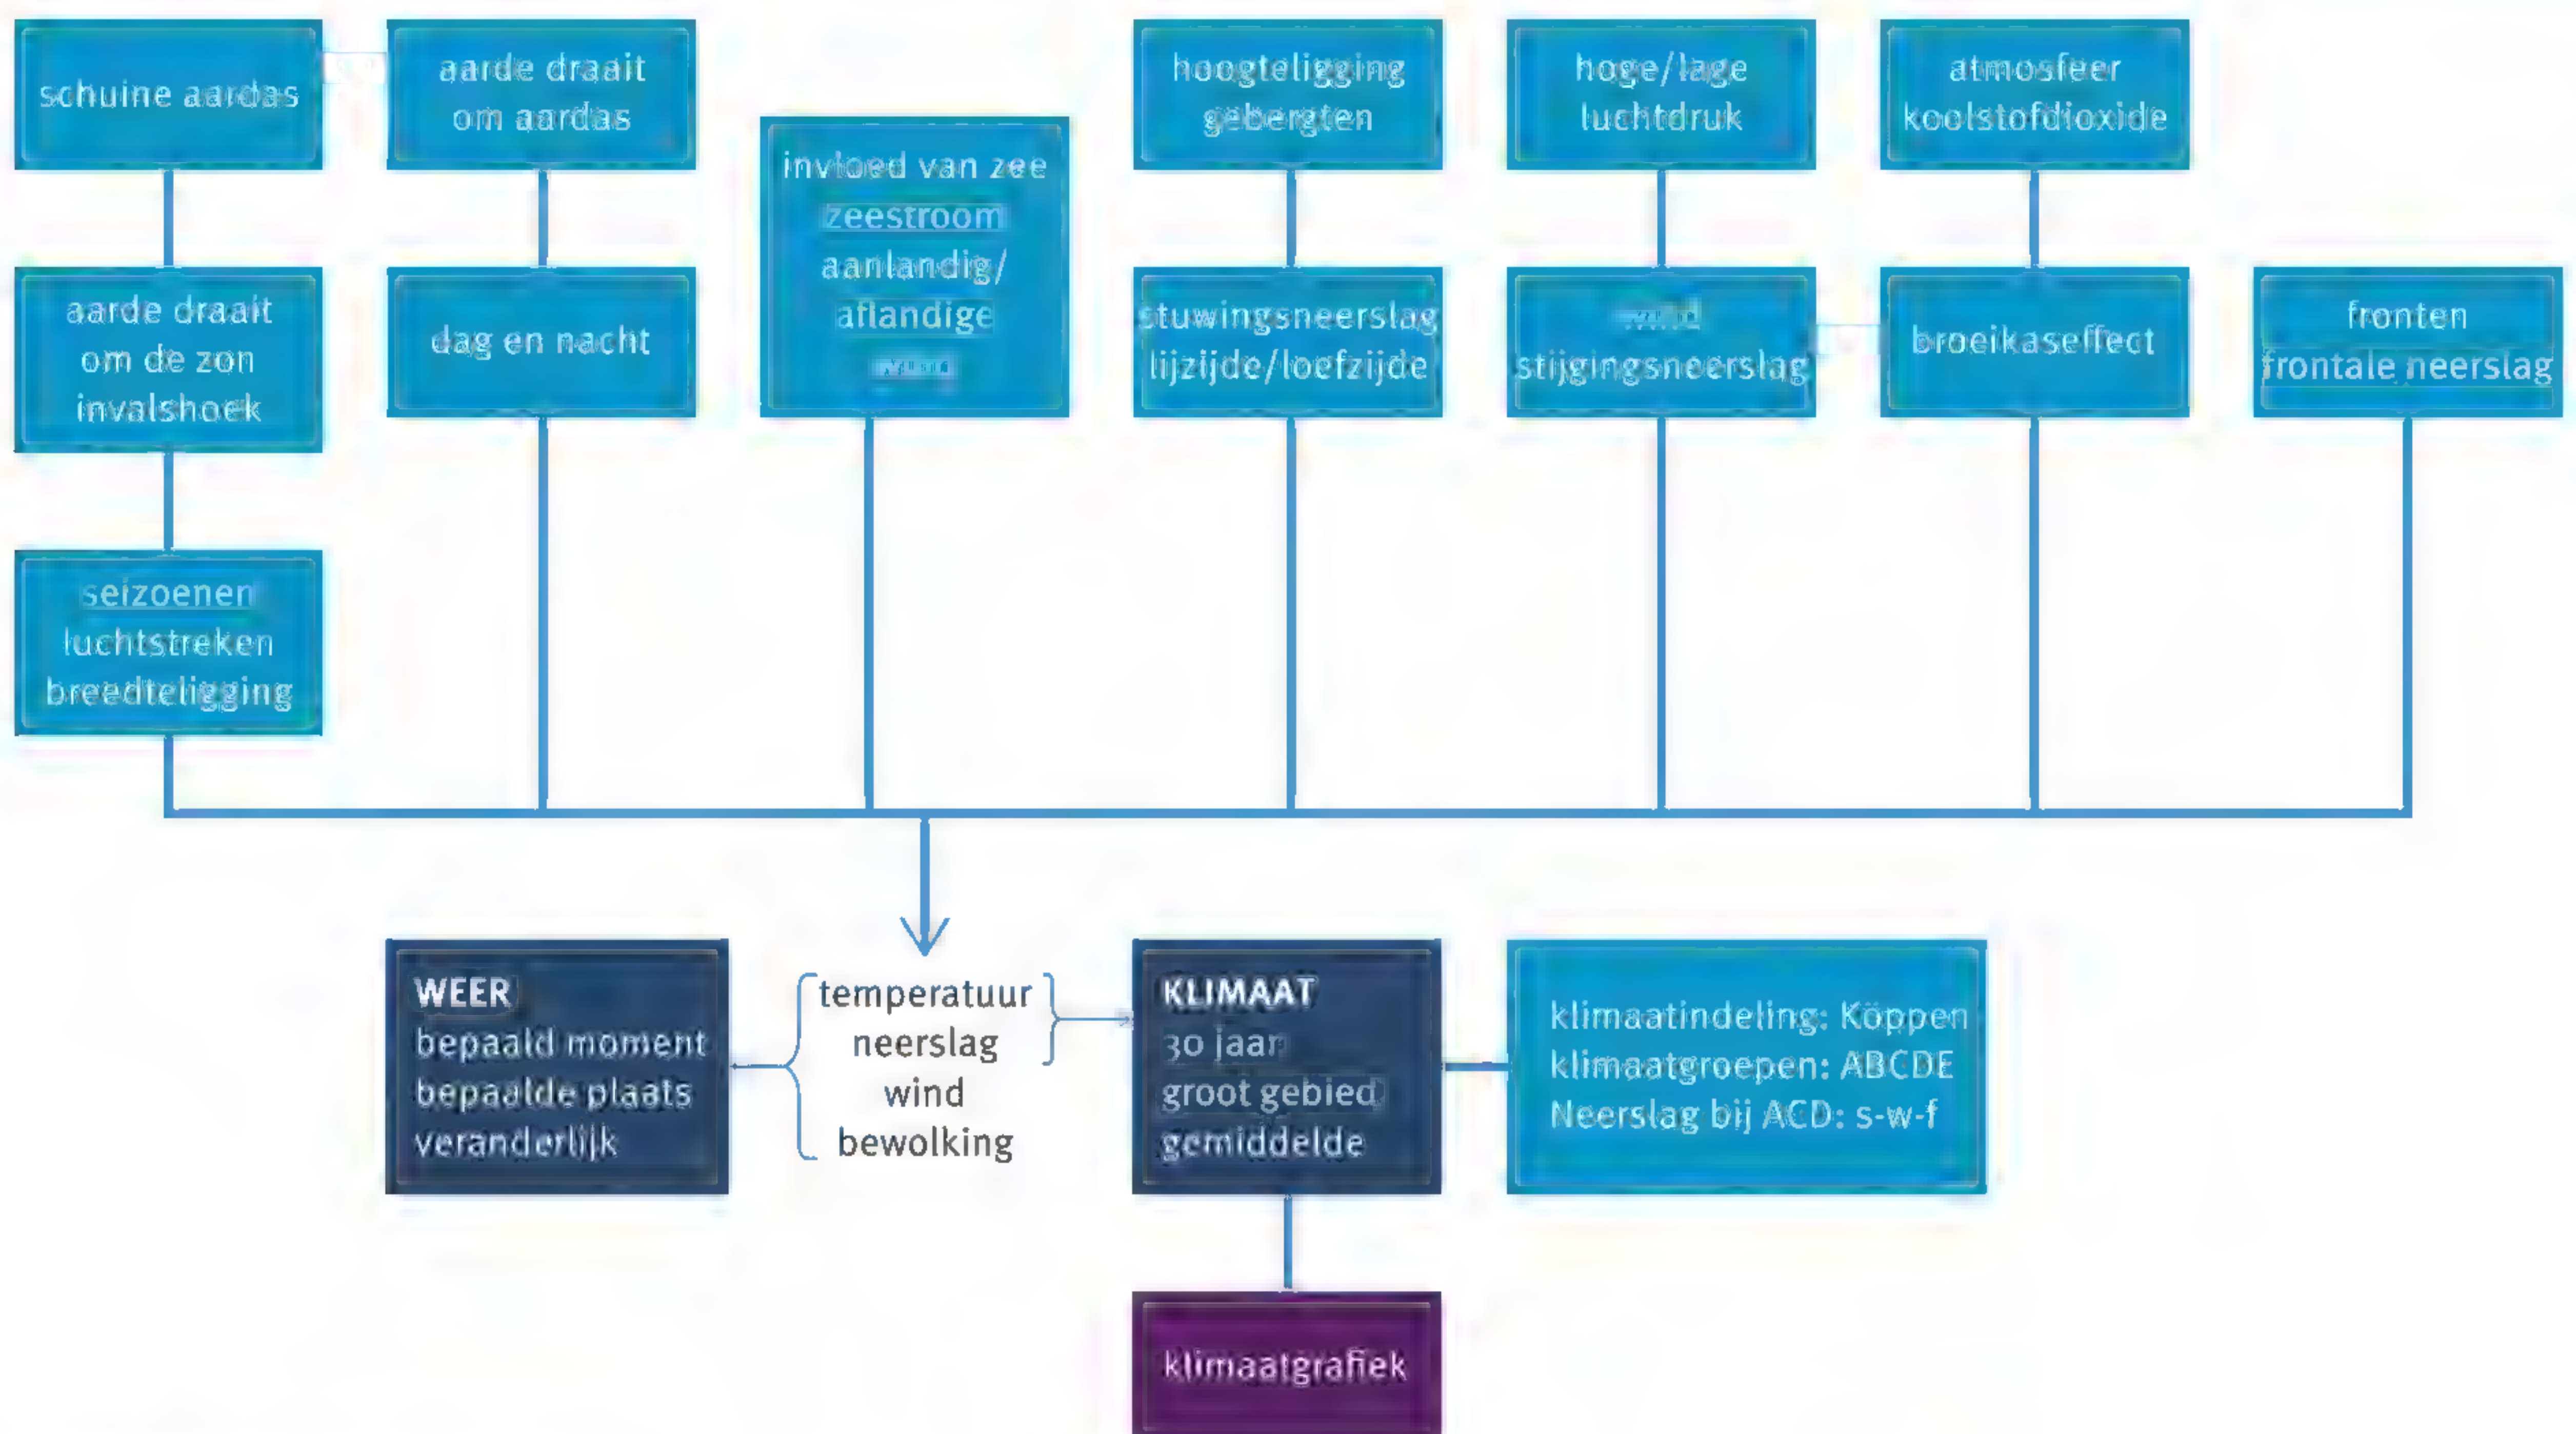 schuine aardas
aarde draait
om aardas
invloed van zee
zeestroom
aanlandig/
aflandige
hoogteligging
gebergten
hoge/lage
luchtdruk
atmosfeer
koolstofdioxide
aarde draait
om de zon
invalshoek
dag en nacht
stuwingsneerslag
lijzijde/loefzijde
wind
stijgingsneerslag
broeikaseffect
fronten
frontale neerslag
seizoenen
luchtstreken
breedteligging
WEER
bepaald moment
bepaalde plaats
veranderlijk
temperatuur
neerslag
wind
bewolking
KLIMAAT
30 jaar
groot gebied
gemiddelde
klimaatindeling: Köppen
klimaatgroepen: ABCDE
Neerslag bij ACD: s-w-f
klimaatgrafiek